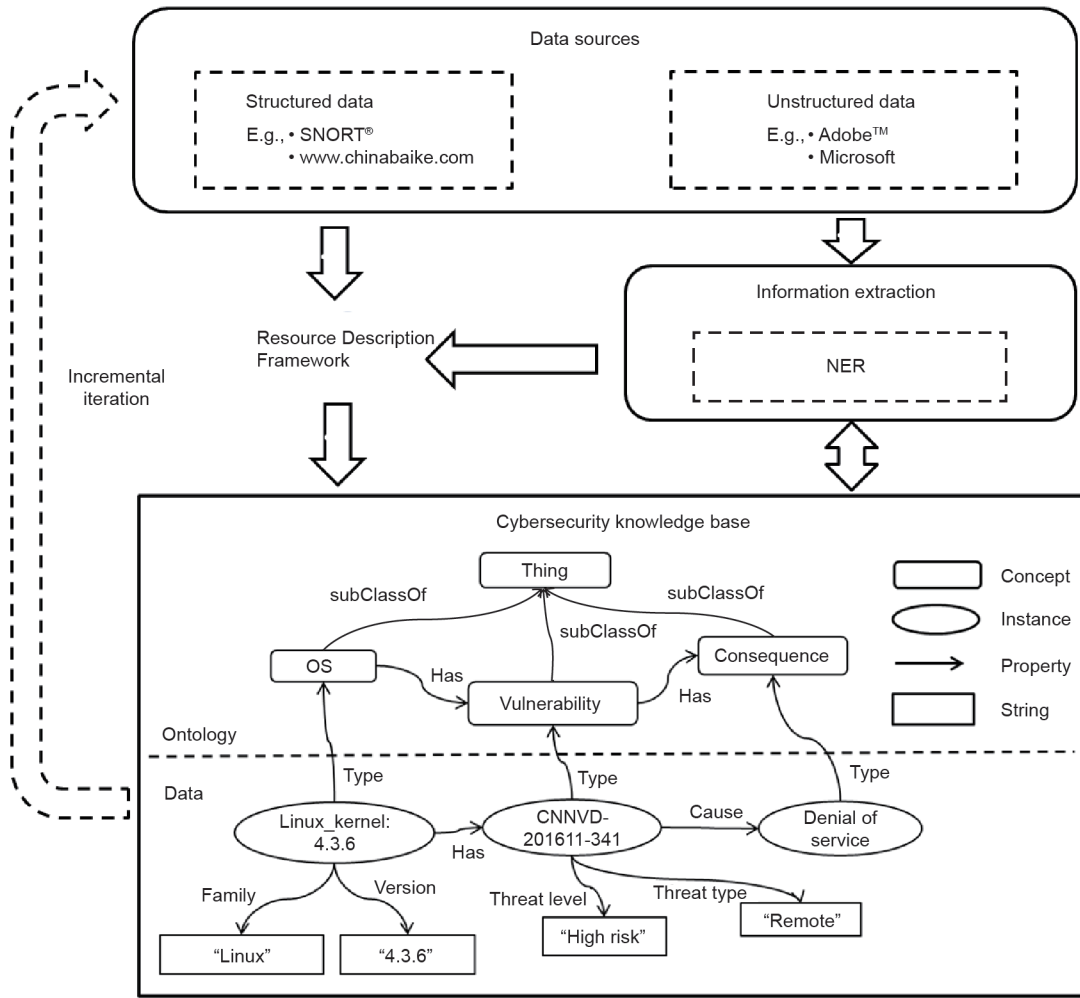 Data sources
Structured data
E.g., • SNORT®
• www.chinabaike.com
Unstructured data
E.g., • Adobe™
• Microsoft
Information extraction
NER
Resource Description
Framework
Incremental
iteration
Cybersecurity knowledge base
Thing
subClassOf
subClassOf
subClassOf
OS
Has
Vulnerability
Has
Consequence
Concept
Instance
Property
String
Ontology
Data
Type
Type
Type
Linux_kernel:
4.3.6
Has
CNNVD-
201611-341
Cause
Denial of
service
Family
Version
Threat level
Threat type
“Linux”
“4.3.6”
“High risk”
“Remote”